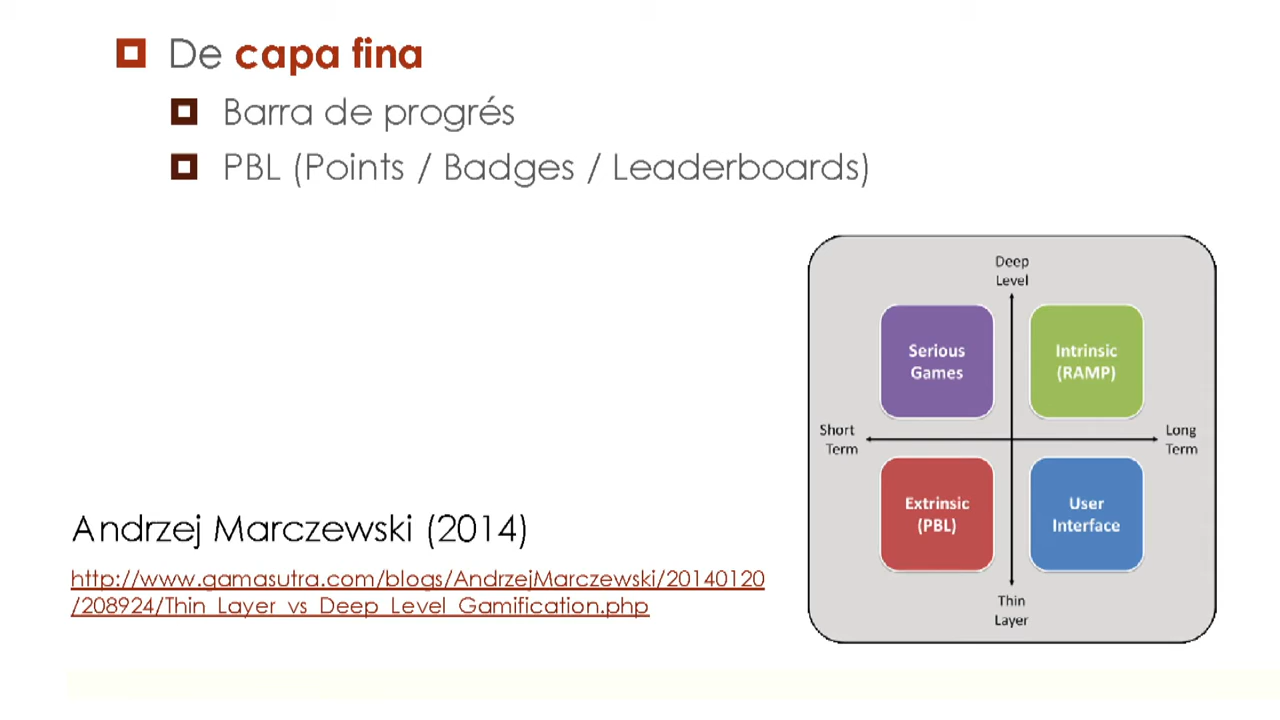 De capa fina
Barra de progrés
PBL (Points / Badges / Leaderboards)
Deep
Level
Serious
Games
Intrinsic
(RAMP)
Short
Term
Long
Term
Extrinsic
(PBL)
User
Interface
Thin
Layer
Andrzej Marczewski (2014)
http://www.gamasutra.com/blogs/AndrzejMarczewski/20140120
/208924/Thin_Layer_vs_Deep_Level_Gamification.php